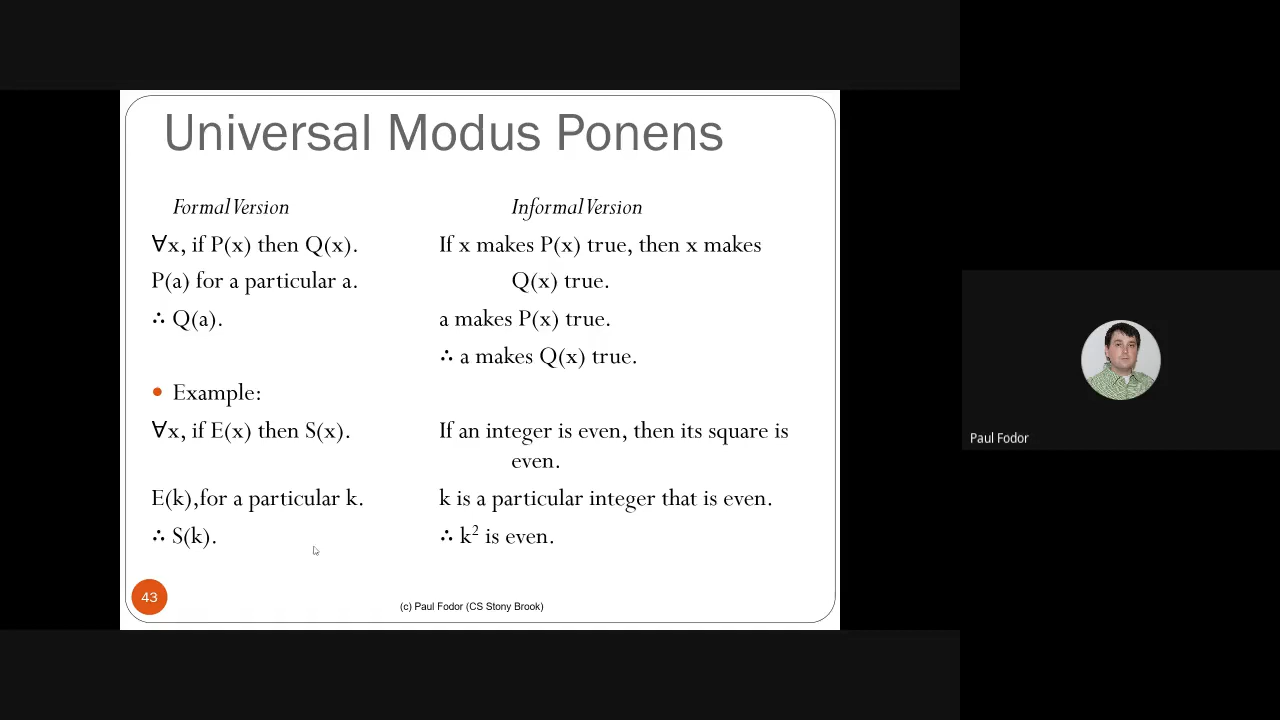 Universal Modus Ponens
Formal Version
∀x, if P(x) then Q(x).
P(a) for a particular a.
∴ Q(a).
Informal Version
If x makes P(x) true, then x makes
Q(x) true.
a makes P(x) true.
∴ a makes Q(x) true.
• Example:
∀x, if E(x) then S(x).
E(k),for a particular k.
∴ S(k).
If an integer is even, then its square is
even.
k is a particular integer that is even.
∴ k² is even.
43
(c) Paul Fodor (CS Stony Brook)
Paul Fodor